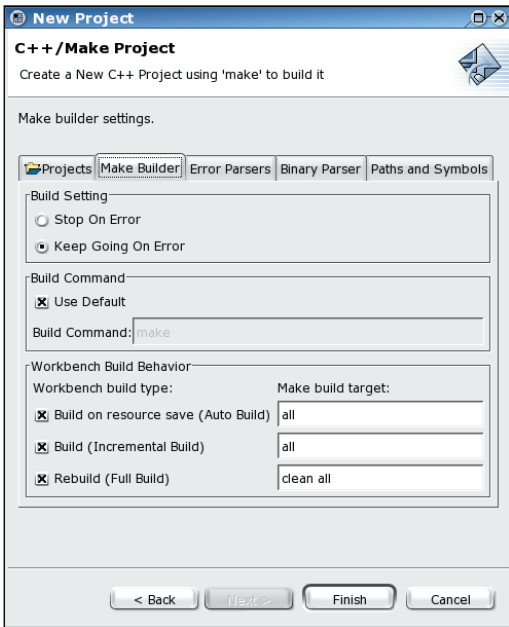 New Project
C++/Make Project
Create a New C++ Project using 'make' to build it
Make builder settings.
Projects Make Builder Error Parsers Binary Parser Paths and Symbols
Build Setting
Stop On Error
Keep Going On Error
Build Command
Use Default
Build Command: make
Workbench Build Behavior
Workbench build type: Make build target:
Build on resource save (Auto Build) all
Build (Incremental Build) all
Rebuild (Full Build) clean all
< Back Next > Finish Cancel